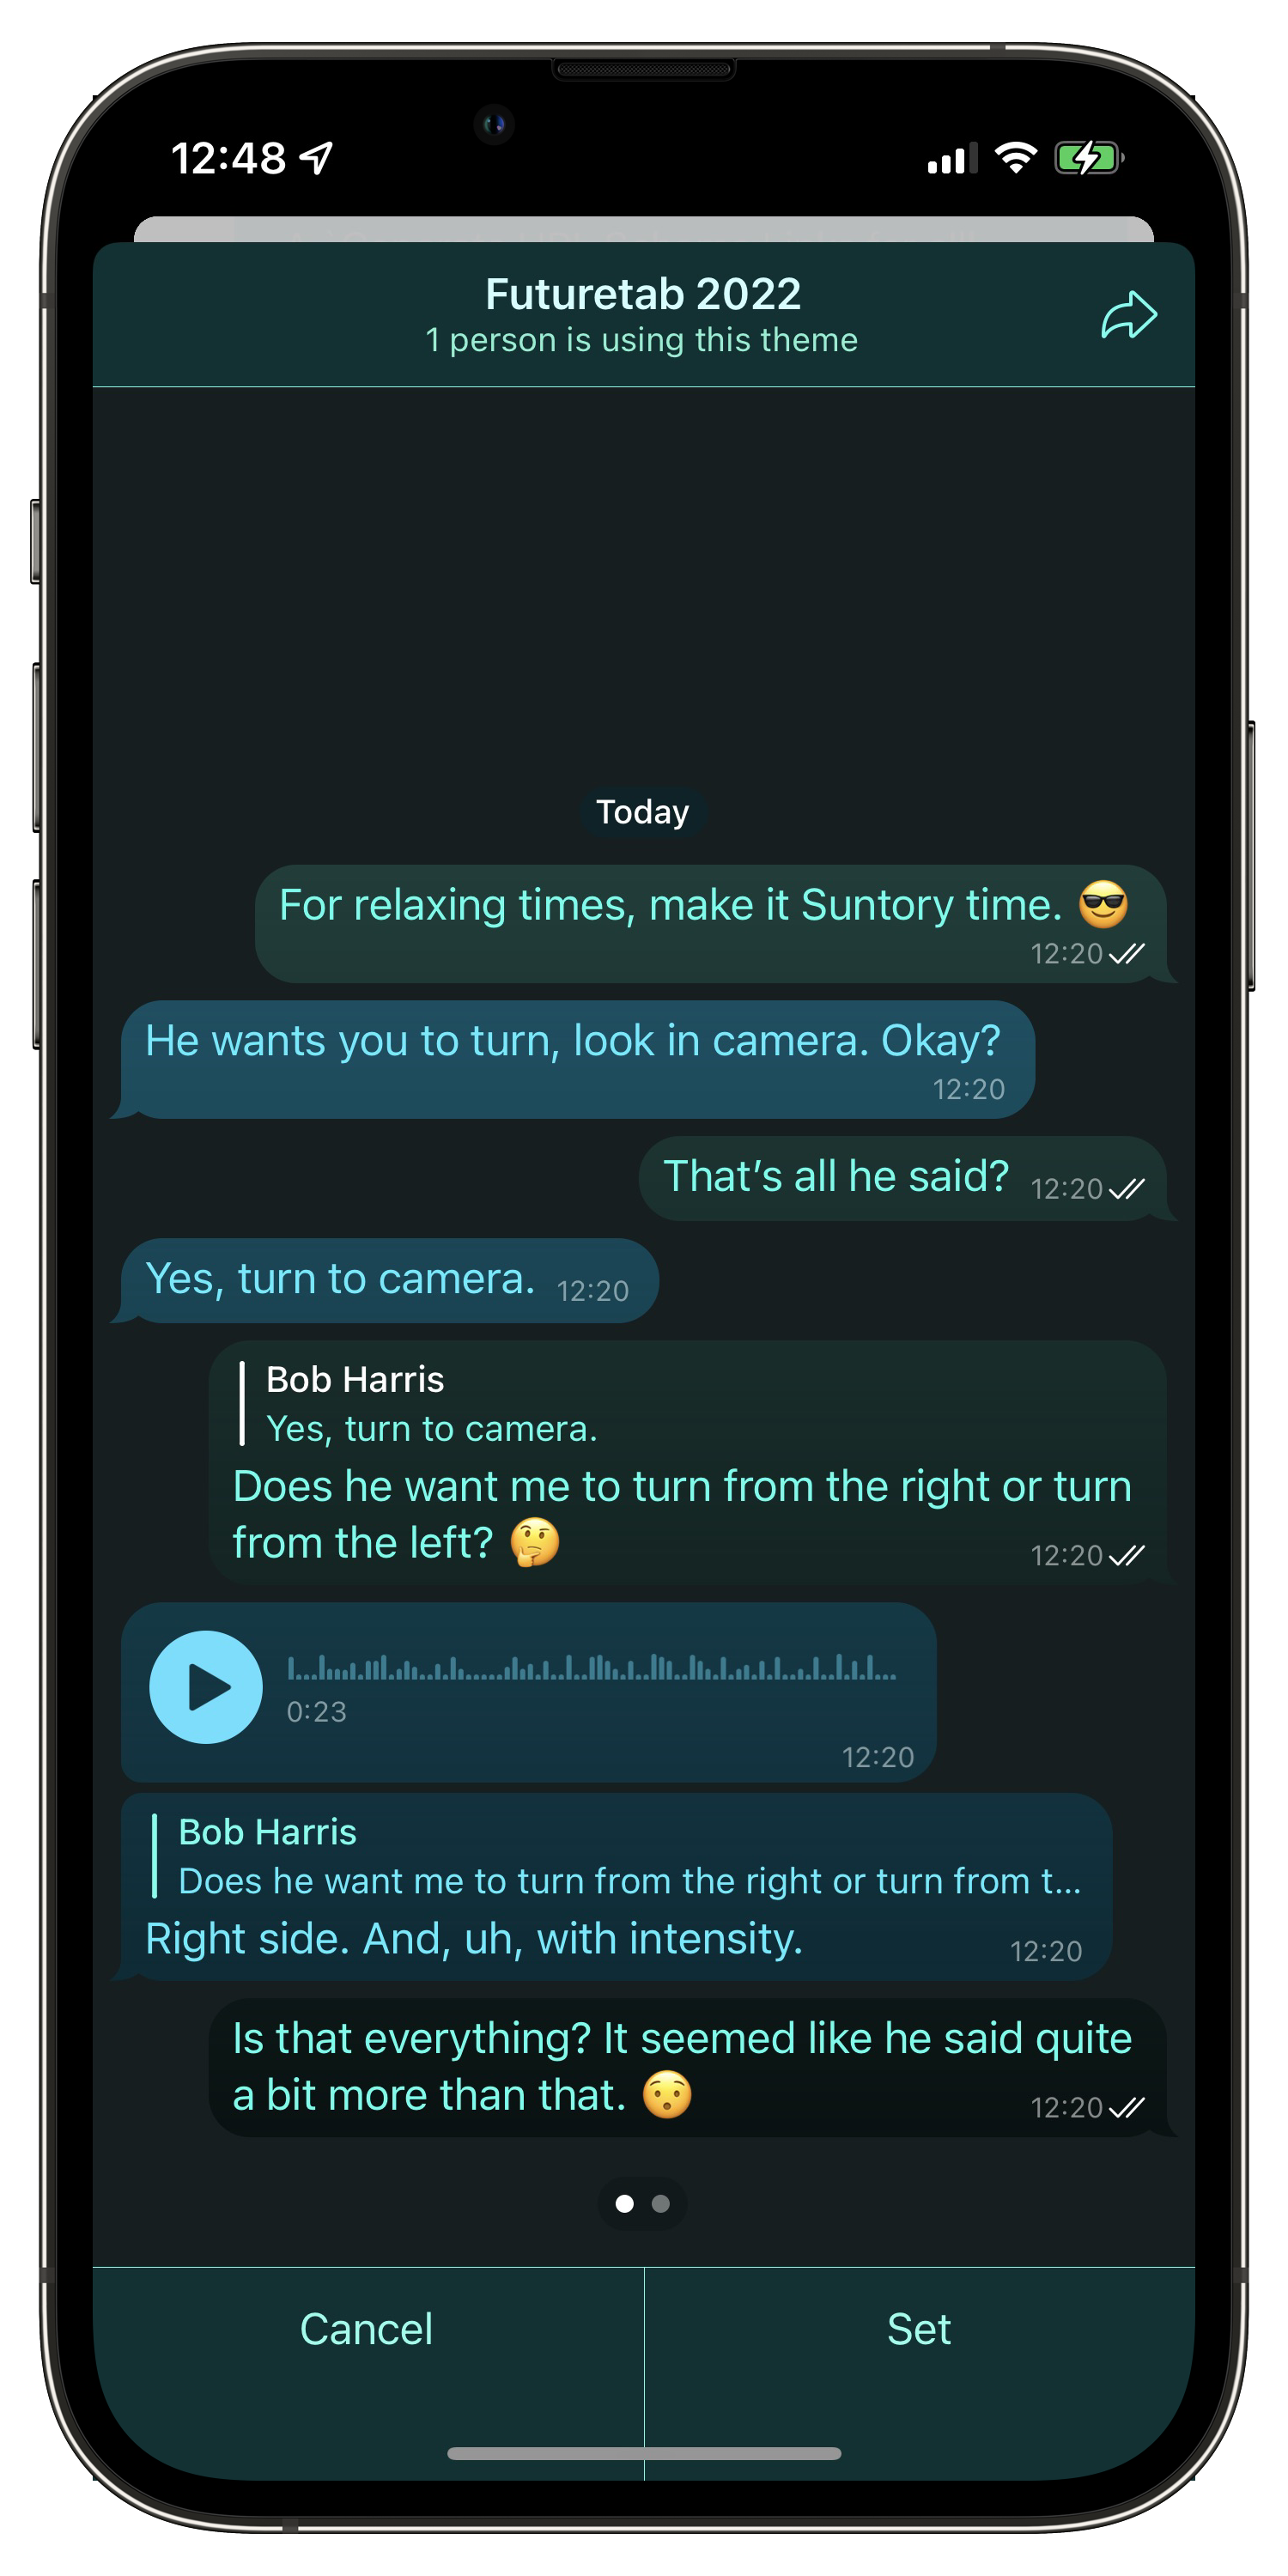 12:48
Futuretab 2022
1 person is using this theme
Today
For relaxing times, make it Suntory time. 😎
12:20
He wants you to turn, look in camera. Okay?
12:20
That’s all he said? 12:20
Yes, turn to camera. 12:20
Bob Harris
Yes, turn to camera.
Does he want me to turn from the right or turn
from the left? 🤔 12:20
0:23
12:20
Bob Harris
Does he want me to turn from the right or turn from t...
Right side. And, uh, with intensity. 12:20
Is that everything? It seemed like he said quite
a bit more than that. 😯 12:20
Cancel
Set